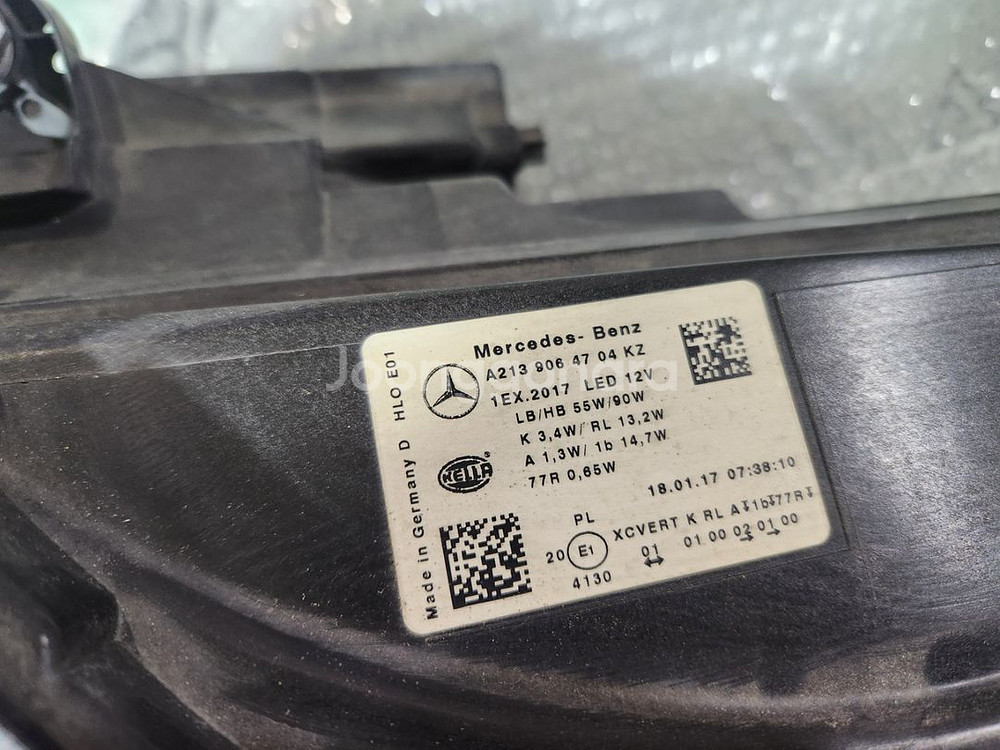 Mercedes- Benz
A213 906 47 04 KZ
1EX.2017 LED 12V
LB/HB 55W/90W
K 3,4W/ RL 13,2W
A 1,3W/ 1b 14,7W
77R 0,65W
18.01.17 07:38:10
HELLA
Made in Germany D HLO E01
PL
20 E1 XCVERT K RL A 1b 77R
4130 01 01 00 02 01 00